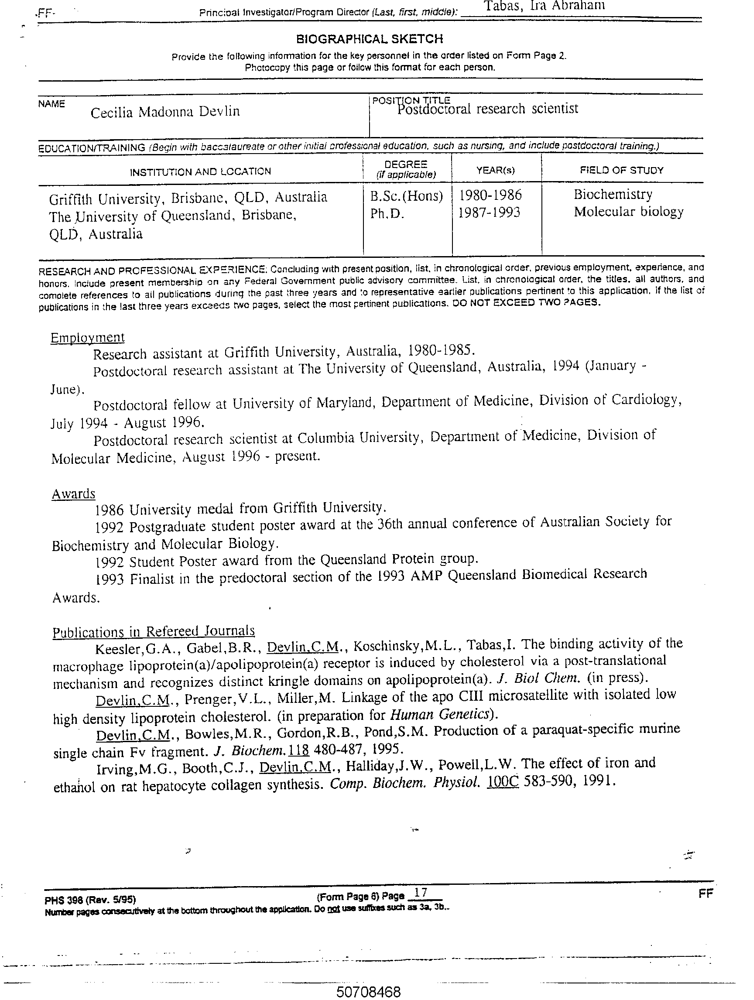 FF
Principal Investigator/Program Director (Last, first, middle): Tabas, Ira Abraham
BIOGRAPHICAL SKETCH
Provide the following information for the key personnel in the order listed on Form Page 2.
Photocopy this page or follow this format for each person.
NAME
Cecilia Madonna Devlin
POSITION TITLE
Postdoctoral research scientist
EDUCATION/TRAINING (Begin with baccalaureate or other initial professional education, such as nursing, and include postdoctoral training.)
INSTITUTION AND LOCATION DEGREE (if applicable) YEAR(s) FIELD OF STUDY
Griffith University, Brisbane, QLD, Australia B.Sc.(Hons) 1980-1986 Biochemistry
The University of Queensland, Brisbane, Ph.D. 1987-1993 Molecular biology
QLD, Australia
RESEARCH AND PROFESSIONAL EXPERIENCE: Concluding with present position, list, in chronological order, previous employment, experience, and
honors. Include present membership on any Federal Government public advisory committee. List, in chronological order, the titles, all authors, and
complete references to all publications during the past three years and to representative earlier publications pertinent to this application. If the list of
publications in the last three years exceeds two pages, select the most pertinent publications. DO NOT EXCEED TWO PAGES.
Employment
Research assistant at Griffith University, Australia, 1980-1985.
Postdoctoral research assistant at The University of Queensland, Australia, 1994 (January -
June).
Postdoctoral fellow at University of Maryland, Department of Medicine, Division of Cardiology,
July 1994 - August 1996.
Postdoctoral research scientist at Columbia University, Department of Medicine, Division of
Molecular Medicine, August 1996 - present.
Awards
1986 University medal from Griffith University.
1992 Postgraduate student poster award at the 36th annual conference of Australian Society for
Biochemistry and Molecular Biology.
1992 Student Poster award from the Queensland Protein group.
1993 Finalist in the predoctoral section of the 1993 AMP Queensland Biomedical Research
Awards.
Publications in Refereed Journals
Keesler,G.A., Gabel,B.R., Devlin,C.M., Koschinsky,M.L., Tabas,I. The binding activity of the
macrophage lipoprotein(a)/apolipoprotein(a) receptor is induced by cholesterol via a post-translational
mechanism and recognizes distinct kringle domains on apolipoprotein(a). J. Biol Chem. (in press).
Devlin,C.M., Prenger,V.L., Miller,M. Linkage of the apo CIII microsatellite with isolated low
high density lipoprotein cholesterol. (in preparation for Human Genetics).
Devlin,C.M., Bowles,M.R., Gordon,R.B., Pond,S.M. Production of a paraquat-specific murine
single chain Fv fragment. J. Biochem. 118 480-487, 1995.
Irving,M.G., Booth,C.J., Devlin,C.M., Halliday,J.W., Powell,L.W. The effect of iron and
ethanol on rat hepatocyte collagen synthesis. Comp. Biochem. Physiol. 100C 583-590, 1991.
PHS 398 (Rev. 5/95) (Form Page 6) Page 17 FF
Number pages consecutively at the bottom throughout the application. Do not use suffixes such as 3a, 3b..
50708468